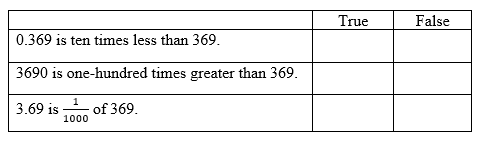 True False
0.369 is ten times less than 369.
3690 is one-hundred times greater than 369.
3.69 is 1/1000 of 369.